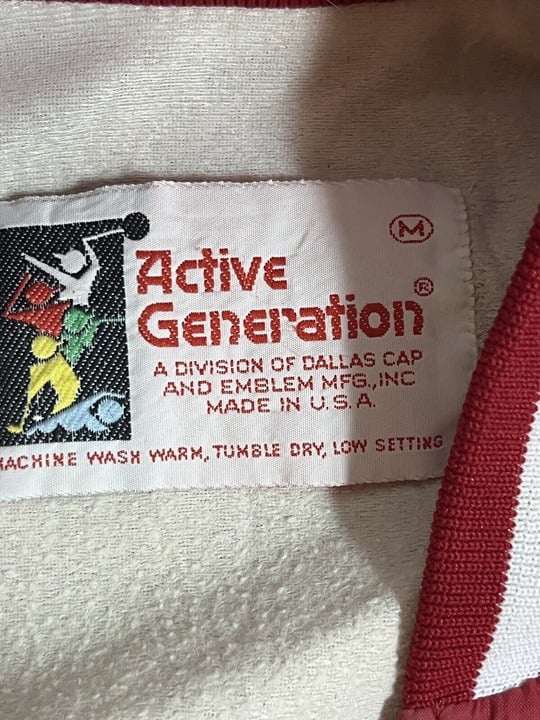 M
Active
Generation®
A DIVISION OF DALLAS CAP
AND EMBLEM MFG.,INC
MADE IN U.S.A.
MACHINE WASH WARM, TUMBLE DRY, LOW SETTING